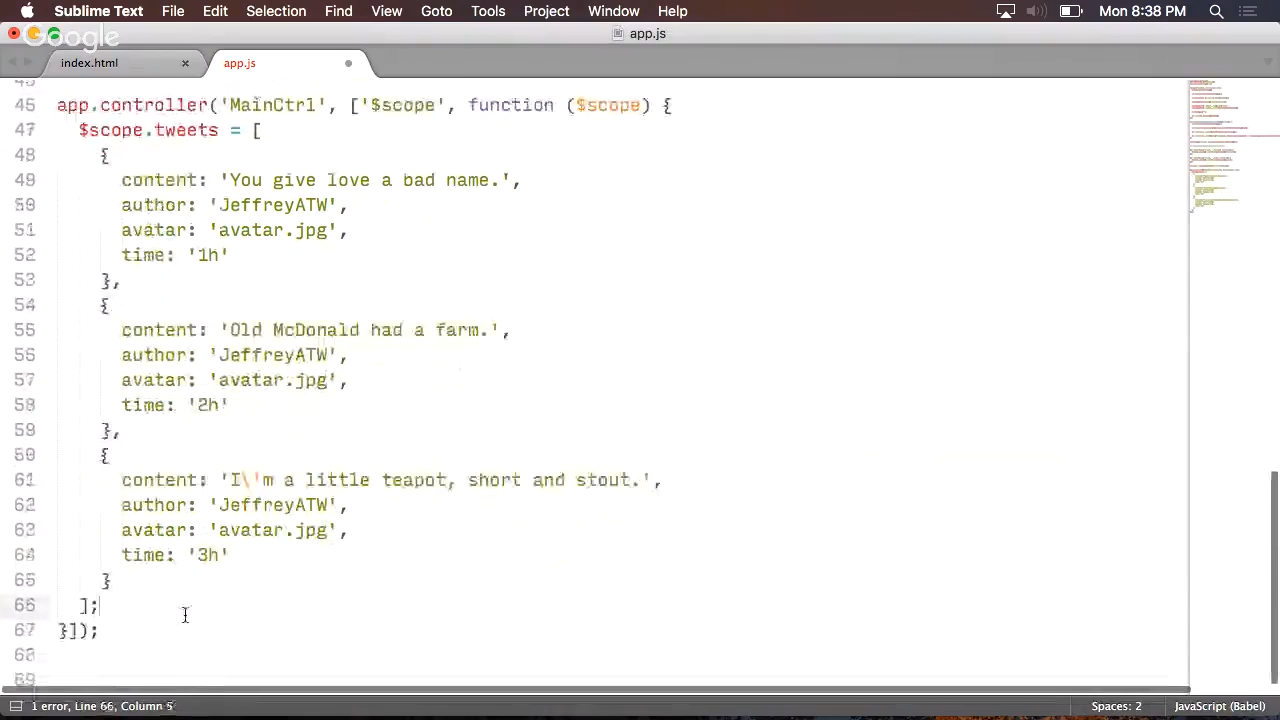 Sublime Text File Edit Selection Find View Goto Tools Project Window Help Mon 8:38 PM
Google
app.js
index.html × app.js
45
46 app.controller('MainCtrl', ['$scope', function ($scope) {
47 $scope.tweets = [
48 {
49 content: 'You give love a bad name.',
50 author: 'JeffreyATW',
51 avatar: 'avatar.jpg',
52 time: '1h'
53 },
54 {
55 content: 'Old McDonald had a farm.',
56 author: 'JeffreyATW',
57 avatar: 'avatar.jpg',
58 time: '2h'
59 },
60 {
61 content: 'I\'m a little teapot, short and stout.',
62 author: 'JeffreyATW',
63 avatar: 'avatar.jpg',
64 time: '3h'
65 }
66 ];
67 }]);
68
69
1 error, Line 66, Column 5 Spaces: 2 JavaScript (Babel)